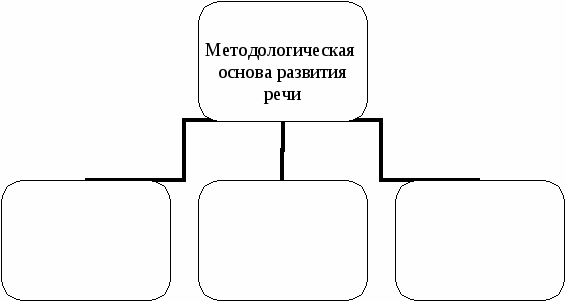 Методологическая
основа развития
речи